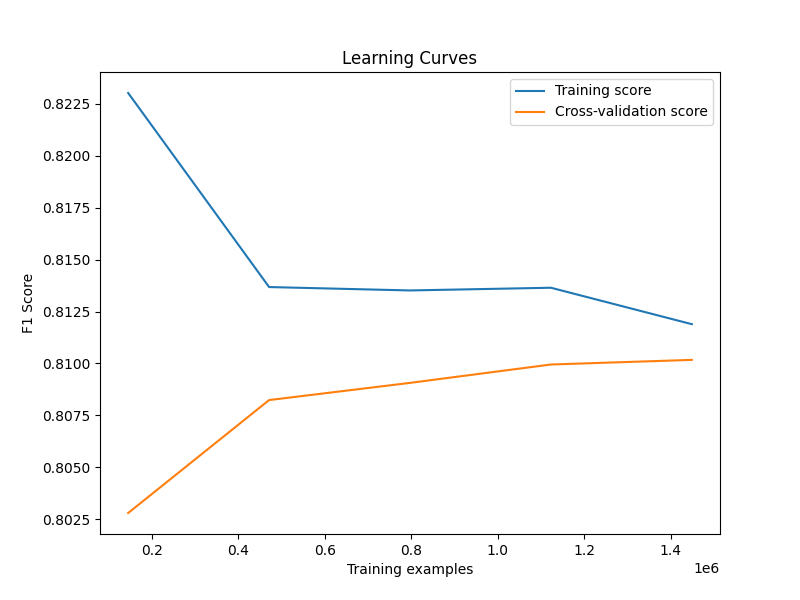 Learning Curves
Training score
Cross-validation score
F1 Score
0.8225
0.8200
0.8175
0.8150
0.8125
0.8100
0.8075
0.8050
0.8025
0.2 0.4 0.6 0.8 1.0 1.2 1.4
1e6
Training examples